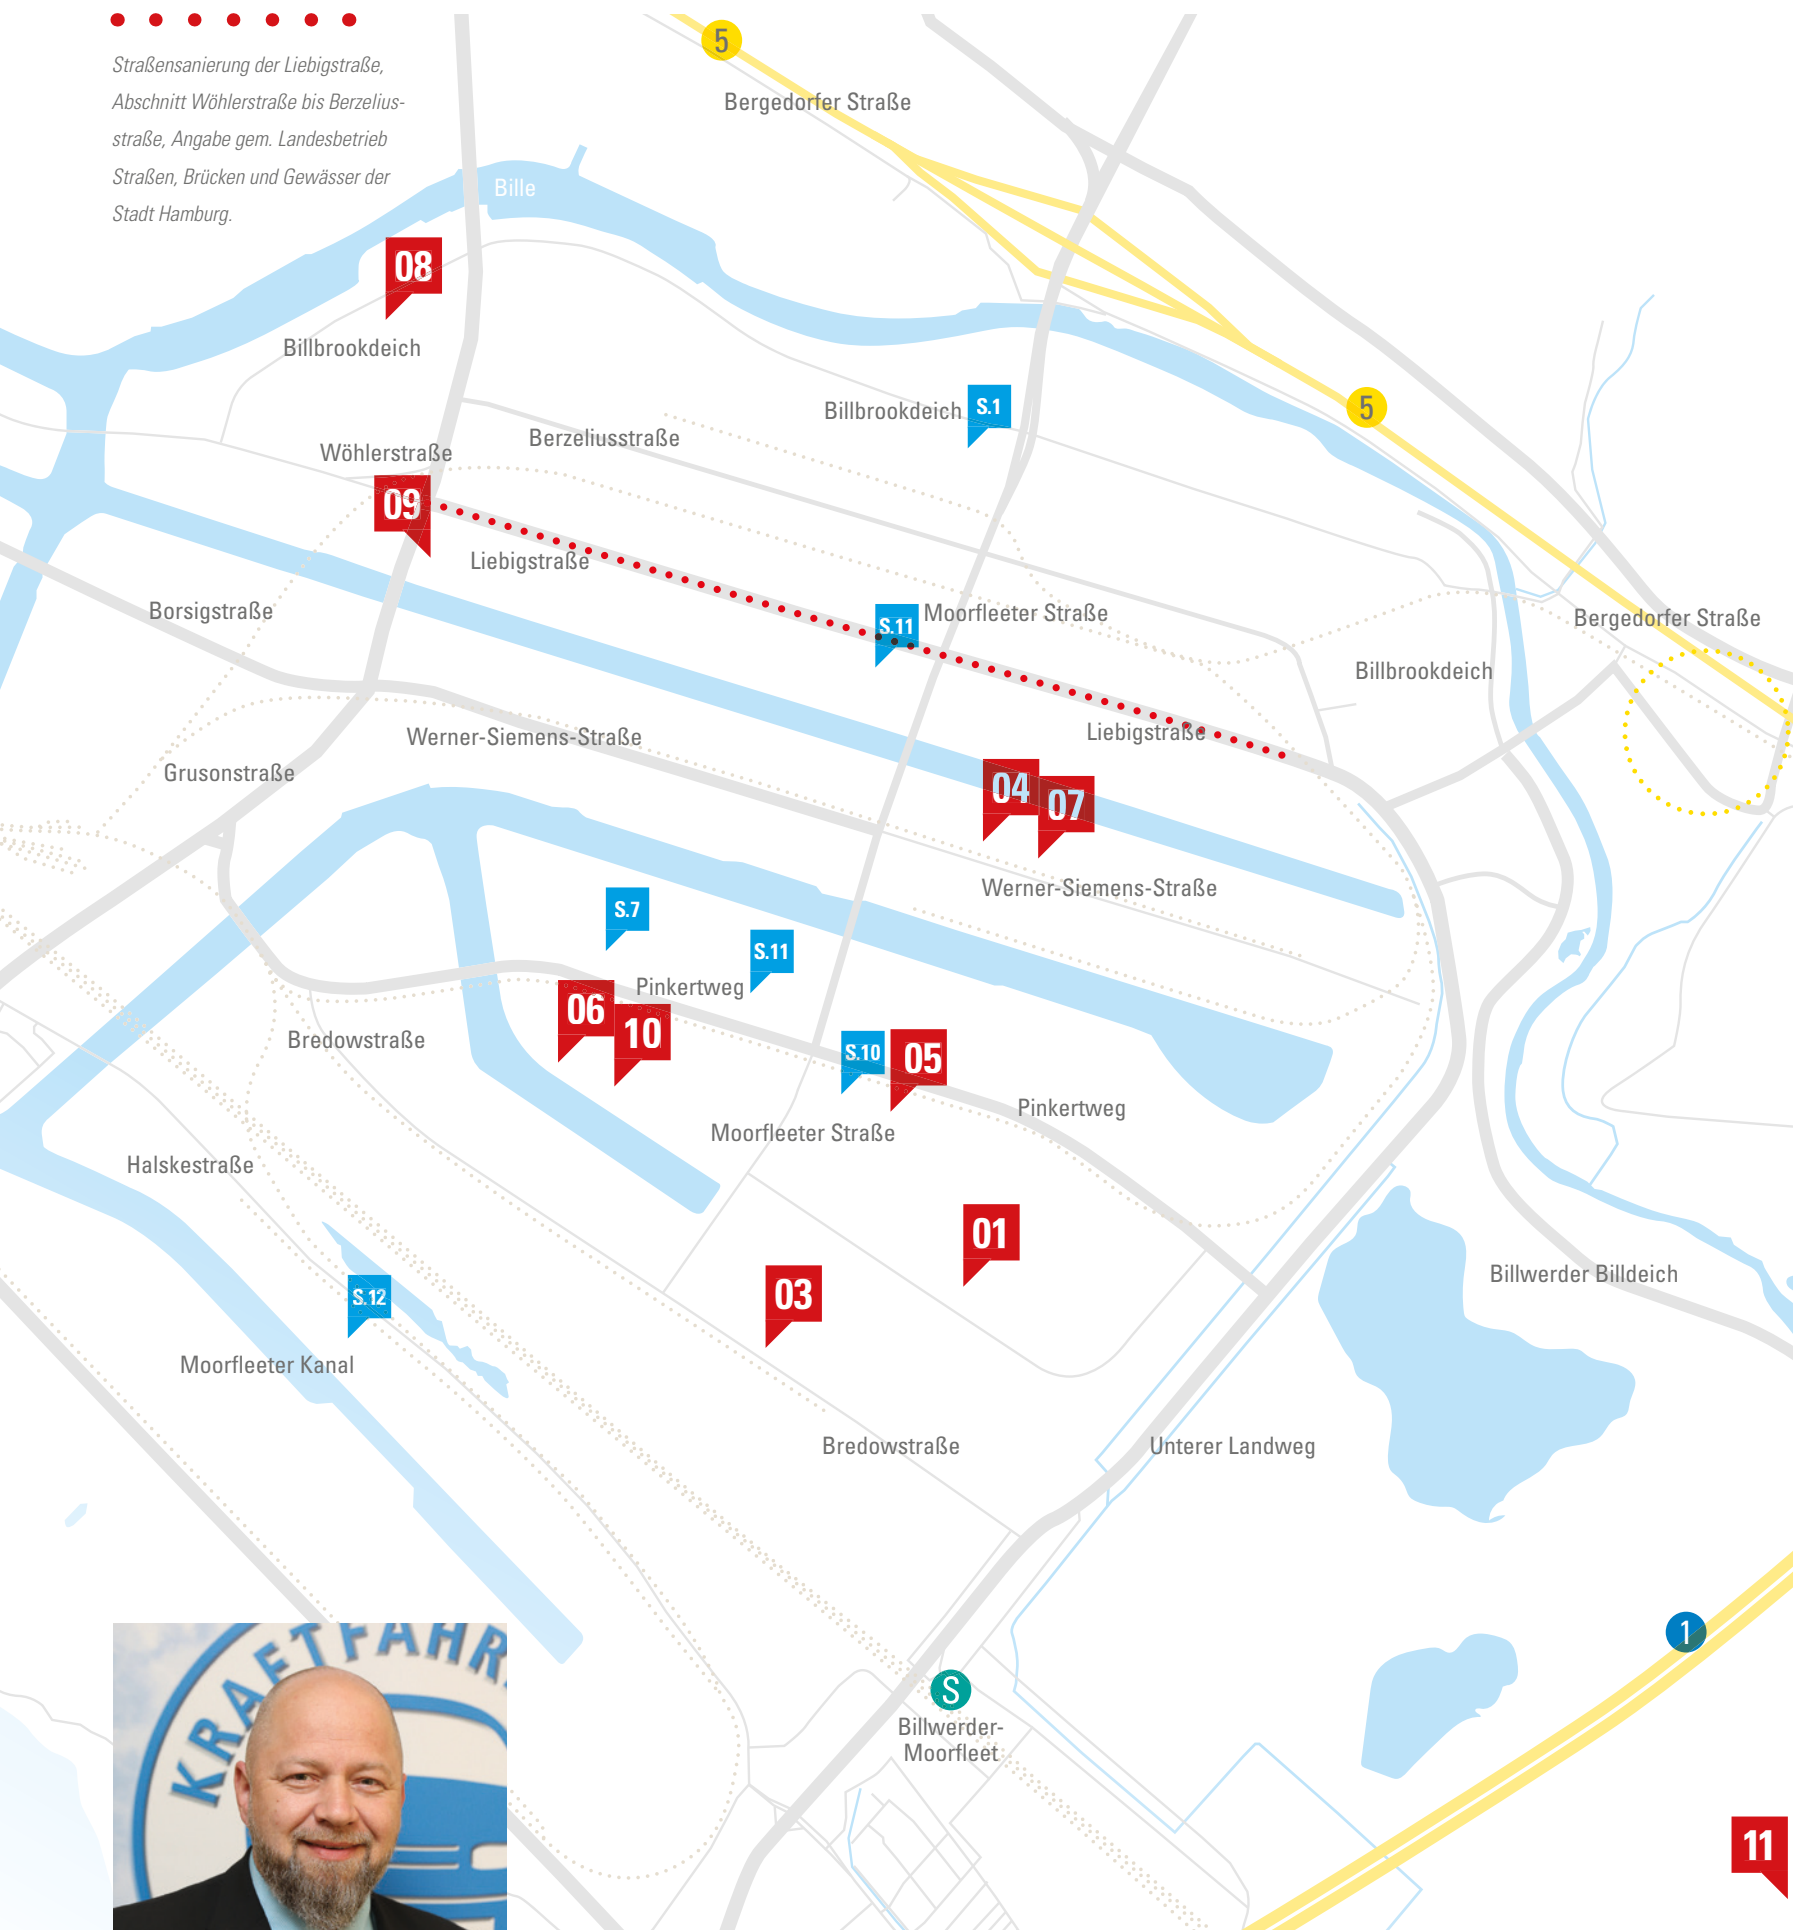 Straßensanierung der Liebigstraße,
Abschnitt Wöhlerstraße bis Berzelius-
straße, Angabe gem. Landesbetrieb
Straßen, Brücken und Gewässer der
Stadt Hamburg.
5
Bergedorfer Straße
Bille
08
Billbrookdeich
Billbrookdeich
S.1
5
Wöhlerstraße
Berzeliusstraße
09
Liebigstraße
Borsigstraße
S.11
Moorfleeter Straße
Bergedorfer Straße
Billbrookdeich
Liebigstraße
Werner-Siemens-Straße
Grusonstraße
04
07
Werner-Siemens-Straße
S.7
S.11
Pinkertweg
06
10
Bredowstraße
S.10
05
Pinkertweg
Moorfleeter Straße
Halskestraße
01
Billwerder Billdeich
03
S.12
Moorfleeter Kanal
Bredowstraße
Unterer Landweg
1
KRAFTFAHR
S
Billwerder-
Moorfleet
11